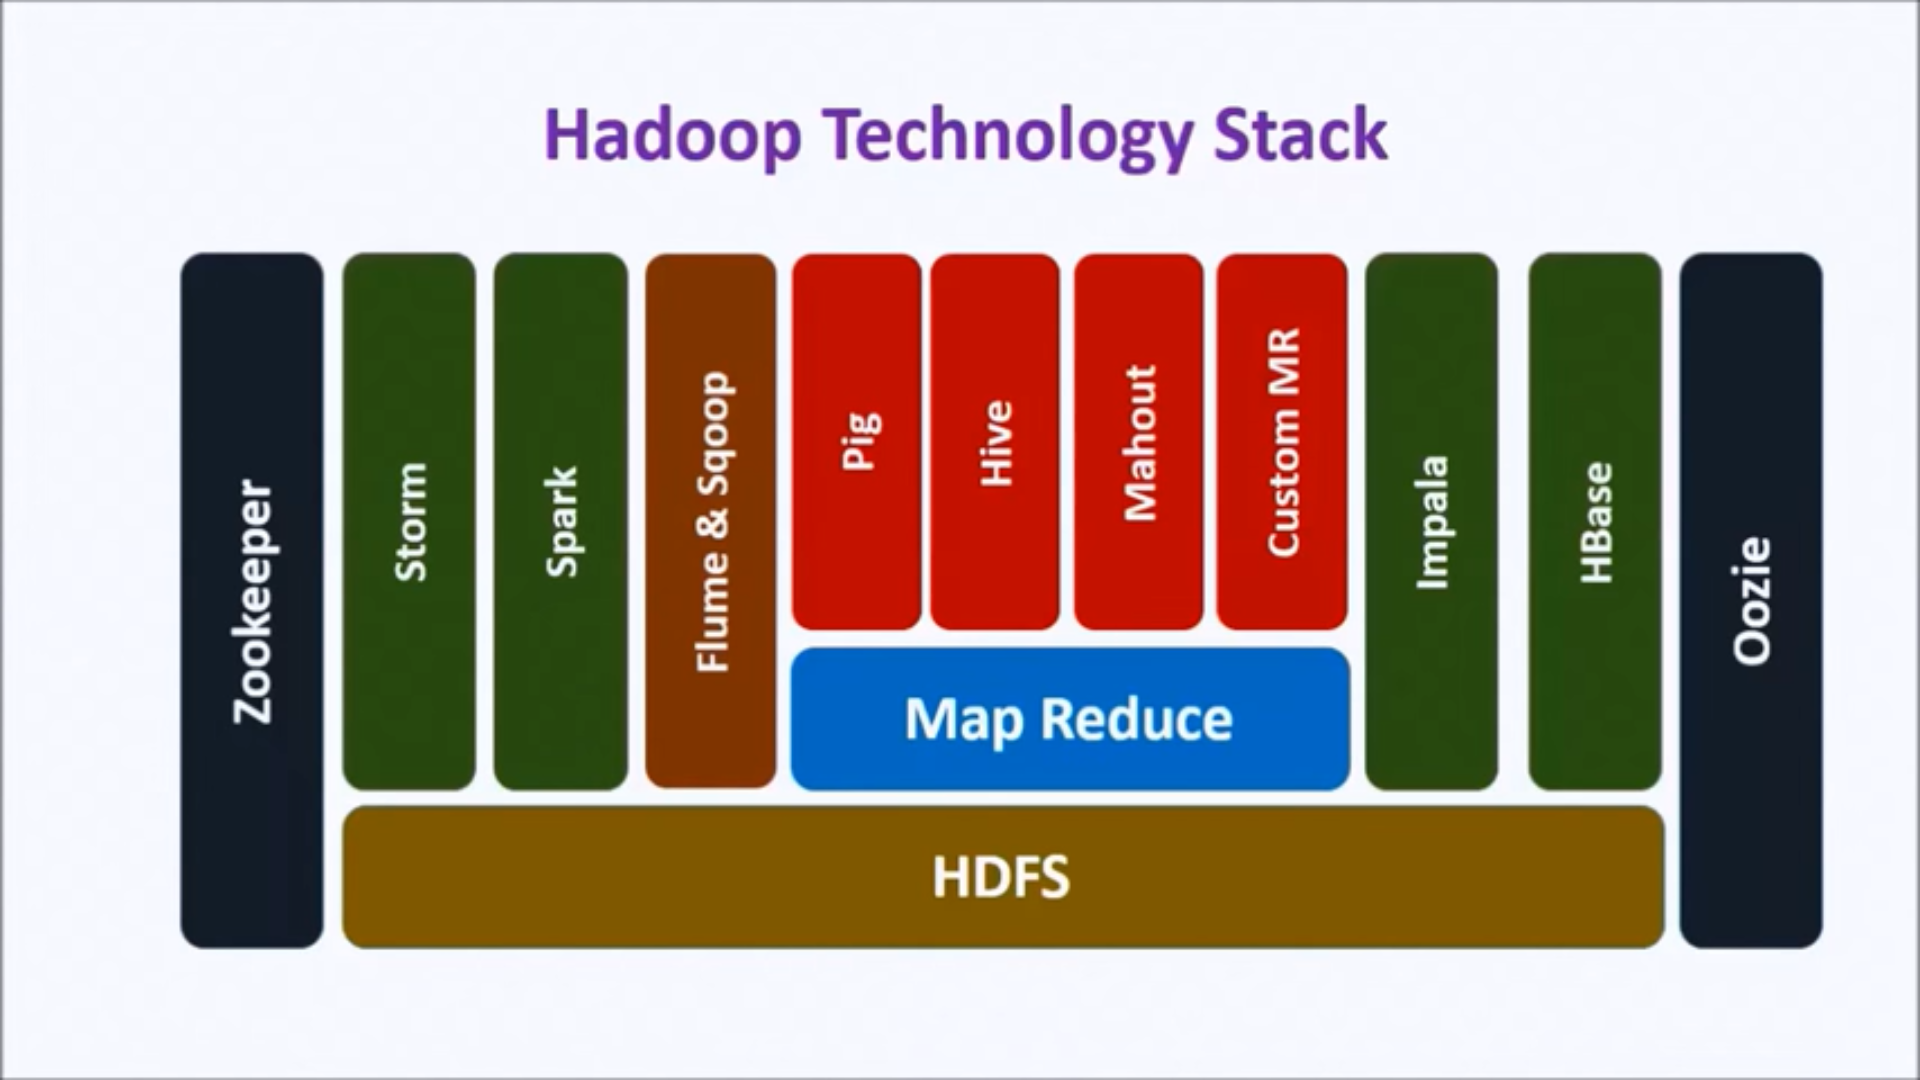 Hadoop Technology Stack
Zookeeper
Storm
Spark
Flume & Sqoop
Pig
Hive
Mahout
Custom MR
Impala
HBase
Oozie
Map Reduce
HDFS